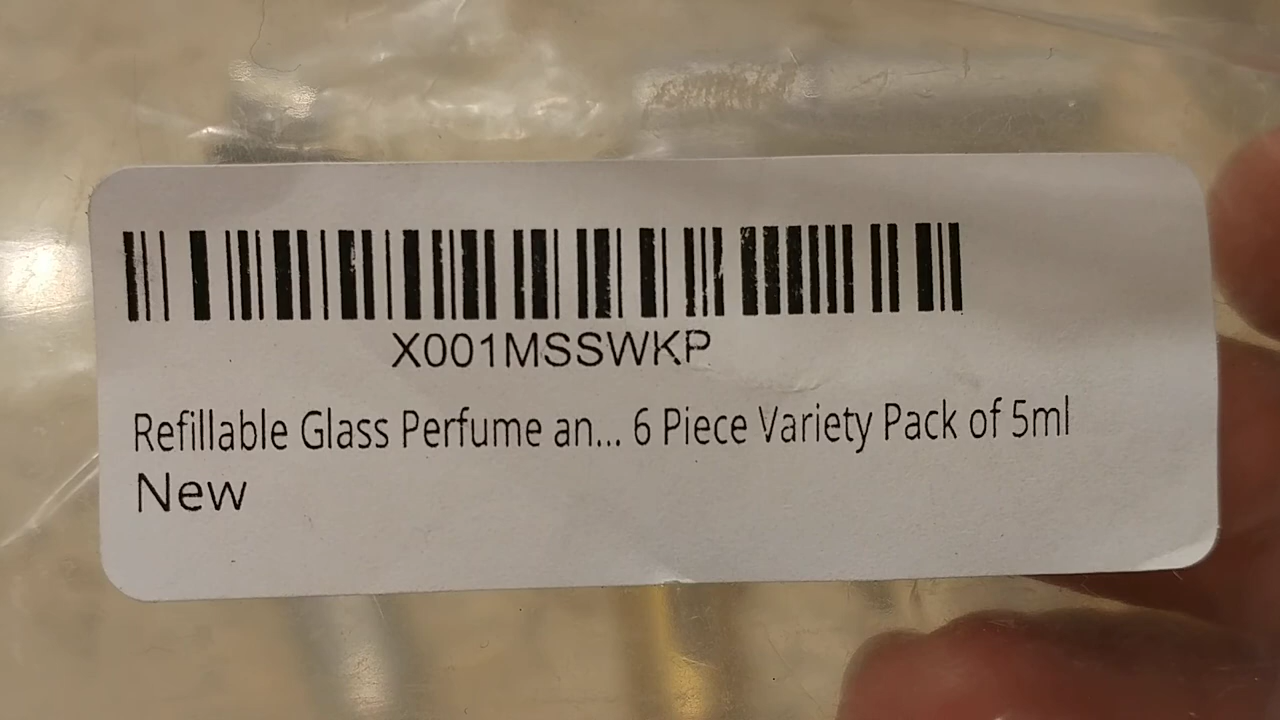 X001MSSWKP
Refillable Glass Perfume an... 6 Piece Variety Pack of 5ml
New